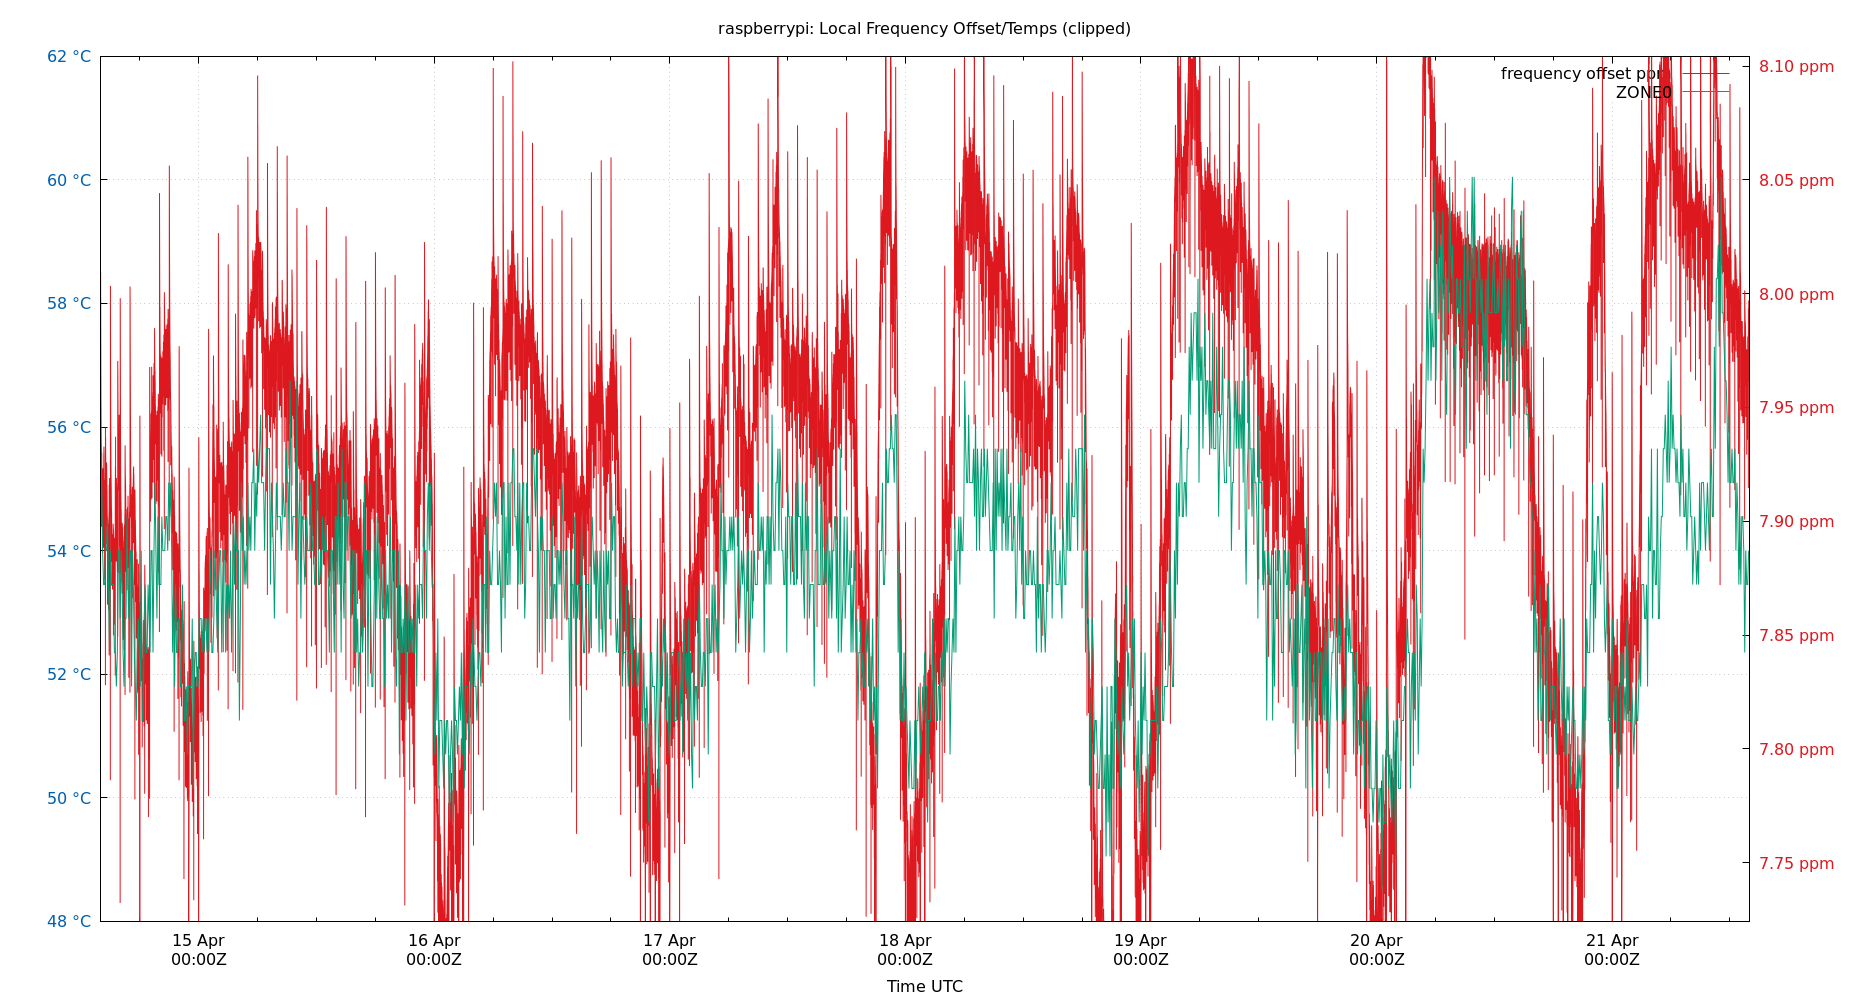 raspberrypi: Local Frequency Offset/Temps (clipped)
62 °C
60 °C
58 °C
56 °C
54 °C
52 °C
50 °C
48 °C
8.10 ppm
8.05 ppm
8.00 ppm
7.95 ppm
7.90 ppm
7.85 ppm
7.80 ppm
7.75 ppm
frequency offset ppm
ZONE0
15 Apr
00:00Z
16 Apr
00:00Z
17 Apr
00:00Z
18 Apr
00:00Z
19 Apr
00:00Z
20 Apr
00:00Z
21 Apr
00:00Z
Time UTC